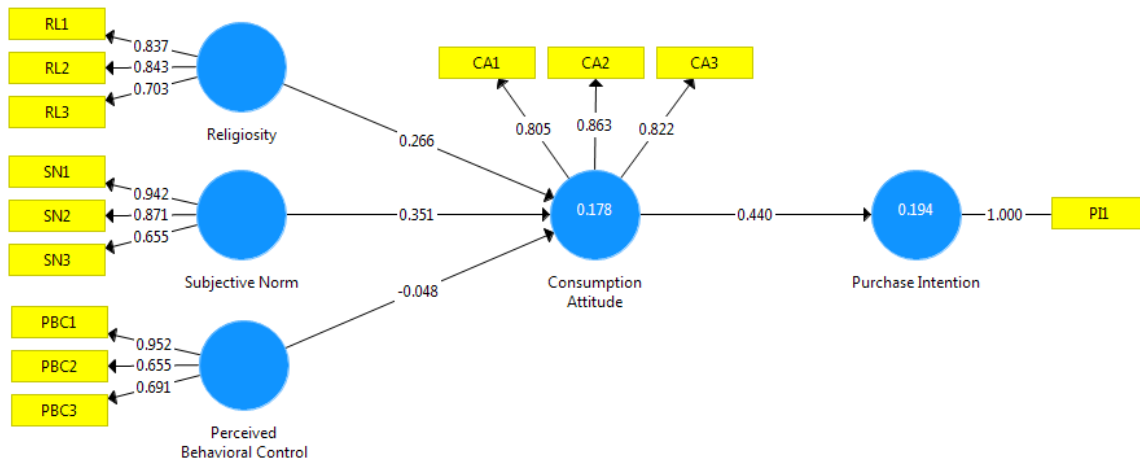 RL1
0.837
RL2
0.843
RL3
0.703
Religiosity
0.266
SN1
0.942
SN2
0.871
SN3
0.655
Subjective Norm
0.351
PBC1
0.952
PBC2
0.655
PBC3
0.691
Perceived
Behavioral Control
-0.048
CA1
CA2
CA3
0.805
0.863
0.822
0.178
Consumption
Attitude
0.440
0.194
Purchase Intention
1.000
PI1